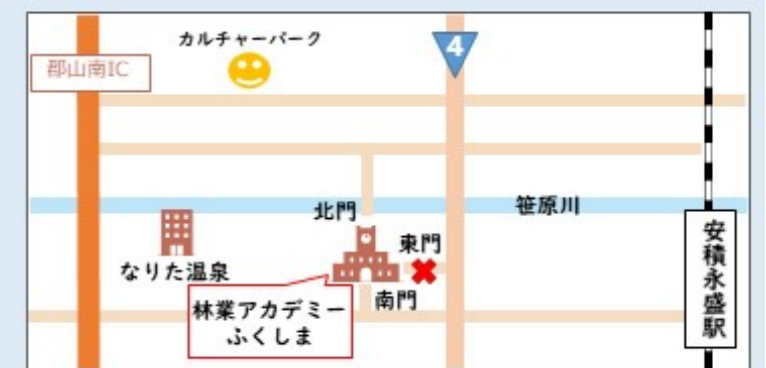 カルチャーパーク
郡山南IC
4
笹原川
北門
東門
なりた温泉
南門
林業アカデミー
ふくしま
安積永盛駅